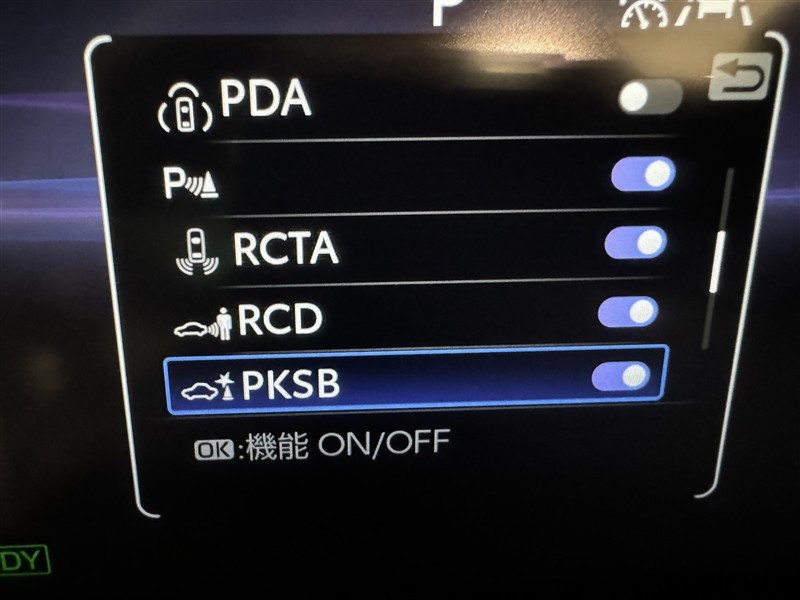 P
PDA
P
RCTA
RCD
PKSB
OK:機能 ON/OFF
DY